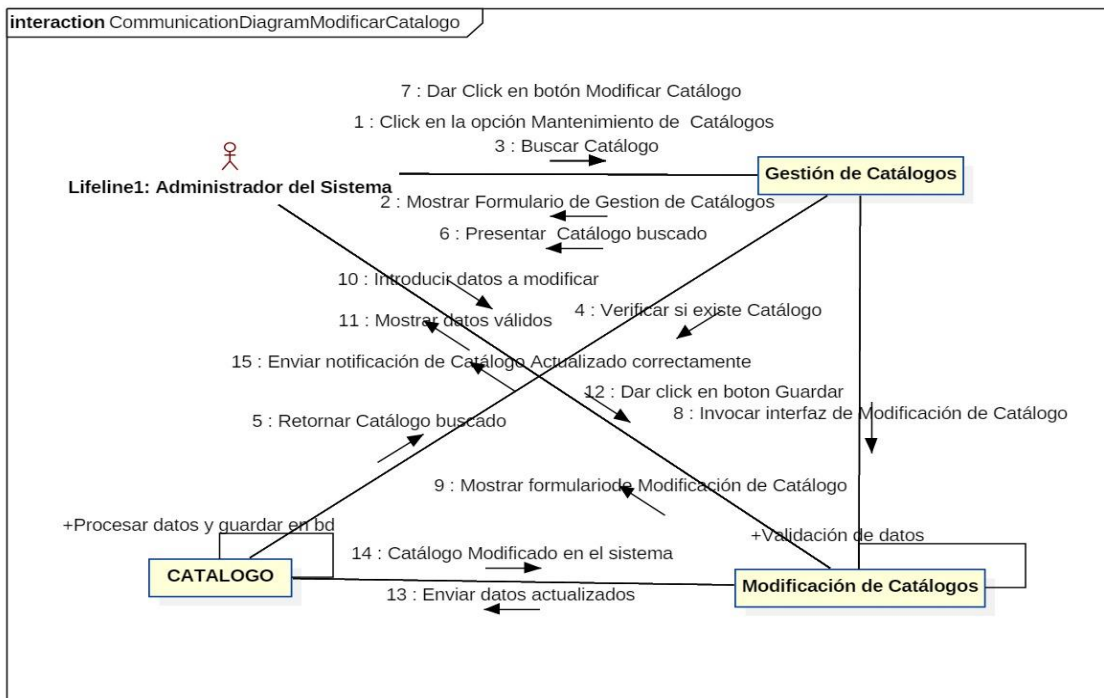 interaction CommunicationDiagramModificarCatalogo
7 : Dar Click en botón Modificar Catálogo
1 : Click en la opción Mantenimiento de Catálogos
3 : Buscar Catálogo
Lifeline1: Administrador del Sistema
Gestión de Catálogos
2 : Mostrar Formulario de Gestion de Catálogos
6 : Presentar Catálogo buscado
10 : Introducir datos a modificar
4 : Verificar si existe Catálogo
11 : Mostrar datos válidos
15 : Enviar notificación de Catálogo Actualizado correctamente
12 : Dar click en boton Guardar
8 : Invocar interfaz de Modificación de Catálogo
5 : Retornar Catálogo buscado
9 : Mostrar formulariode Modificación de Catálogo
+Procesar datos y guardar en bd
+Validación de datos
14 : Catálogo Modificado en el sistema
CATALOGO
Modificación de Catálogos
13 : Enviar datos actualizados